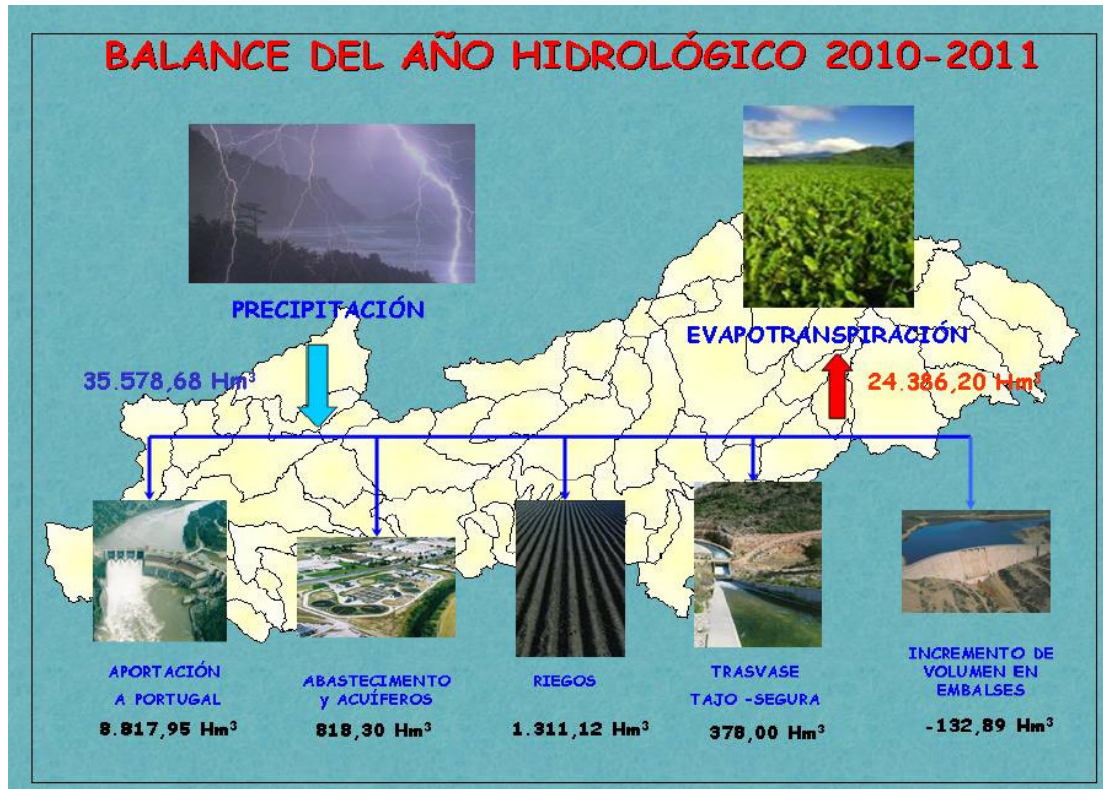 BALANCE DEL AÑO HIDROLÓGICO 2010-2011
PRECIPITACIÓN
35.578,68 Hm³
EVAPOTRANSPIRACIÓN
24.386,20 Hm³
APORTACIÓN
A PORTUGAL
8.817,95 Hm³
ABASTECIMENTO
y ACUÍFEROS
818,30 Hm³
RIEGOS
1.311,12 Hm³
TRASVASE
TAJO -SEGURA
378,00 Hm³
INCREMENTO DE
VOLUMEN EN
EMBALSES
-132,89 Hm³